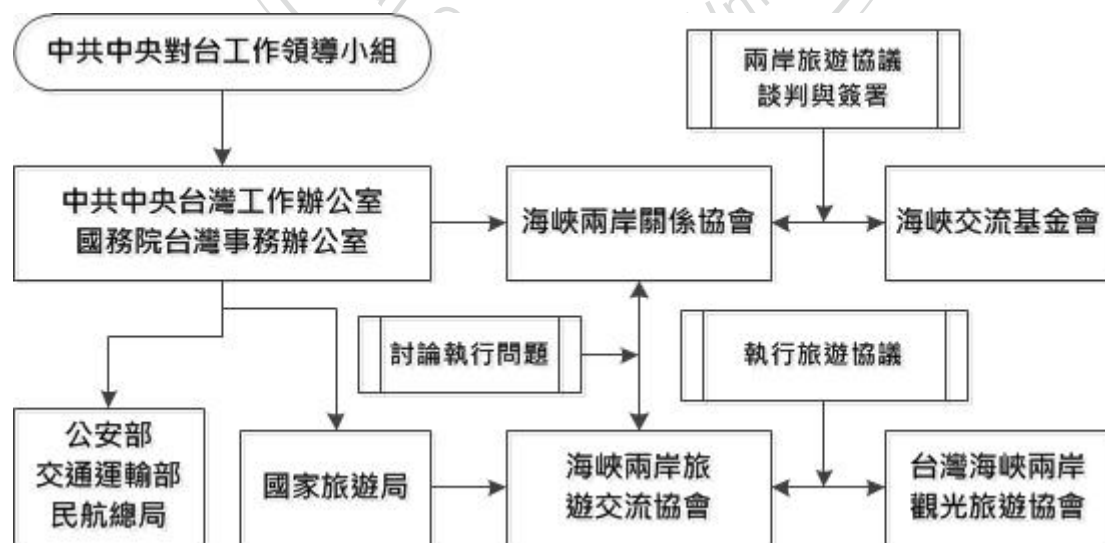 中共中央對台工作領導小組
兩岸旅遊協議
談判與簽署
中共中央台灣工作辦公室
國務院台灣事務辦公室
海峽兩岸關係協會
海峽交流基金會
討論執行問題
執行旅遊協議
公安部
交通運輸部
民航總局
國家旅遊局
海峽兩岸旅
遊交流協會
台灣海峽兩岸
觀光旅遊協會